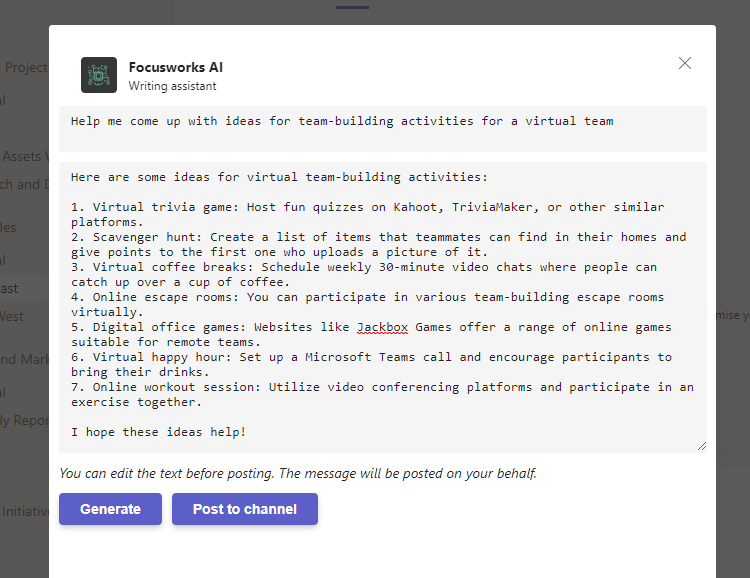 Project
Focusworks AI
Writing assistant
Help me come up with ideas for team-building activities for a virtual team
Assets
ch and
Here are some ideas for virtual team-building activities:
1. Virtual trivia game: Host fun quizzes on Kahoot, TriviaMaker, or other similar
platforms.
2. Scavenger hunt: Create a list of items that teammates can find in their homes and
give points to the first one who uploads a picture of it.
3. Virtual coffee breaks: Schedule weekly 30-minute video chats where people can
catch up over a cup of coffee.
4. Online escape rooms: You can participate in various team-building escape rooms
virtually.
5. Digital office games: Websites like Jackbox Games offer a range of online games
suitable for remote teams.
6. Virtual happy hour: Set up a Microsoft Teams call and encourage participants to
bring their drinks.
7. Online workout session: Utilize video conferencing platforms and participate in an
exercise together.
I hope these ideas help!
les
ast
West
mise y
nd Mark
ly Repor
You can edit the text before posting. The message will be posted on your behalf.
Generate
Post to channel
Initiativ